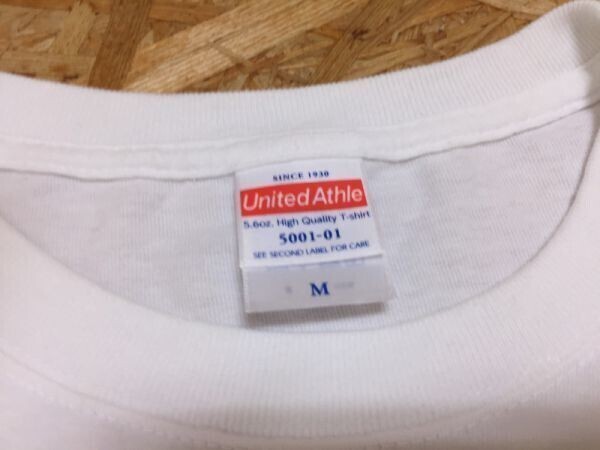 SINCE 1930
United Athle
5.6oz. High Quality T-shirt
5001-01
SEE SECOND LABEL FOR CARE
M